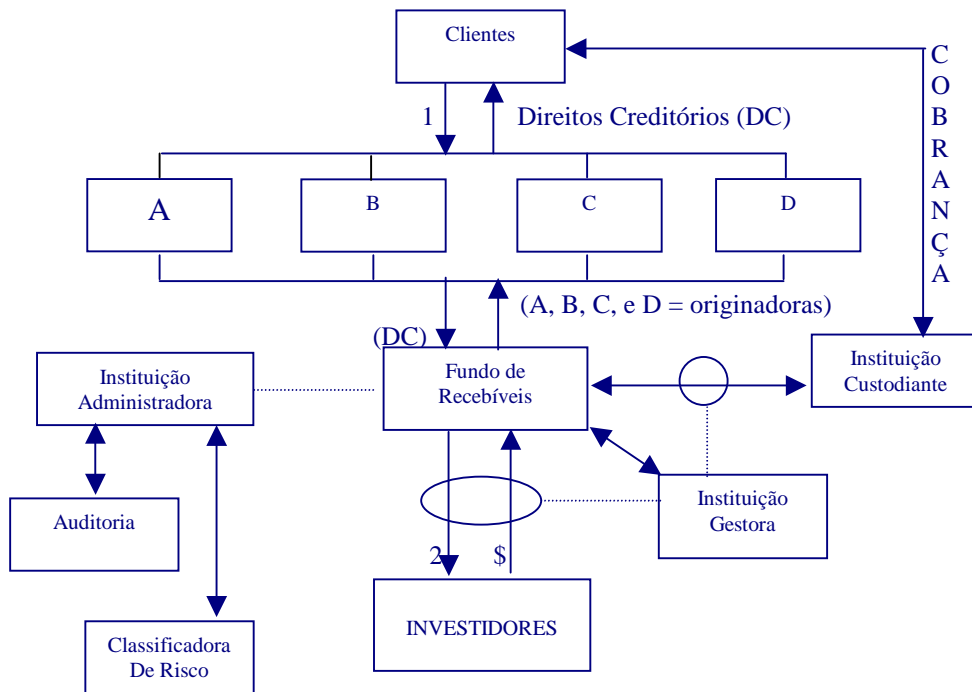 Clientes
COBRANÇA
1 Direitos Creditórios (DC)
A B C D
(A, B, C, e D = originadoras)
(DC)
Instituição
Administradora
Fundo de
Recebíveis
Instituição
Custodiante
Auditoria
Instituição
Gestora
2 $
INVESTIDORES
Classificadora
De Risco